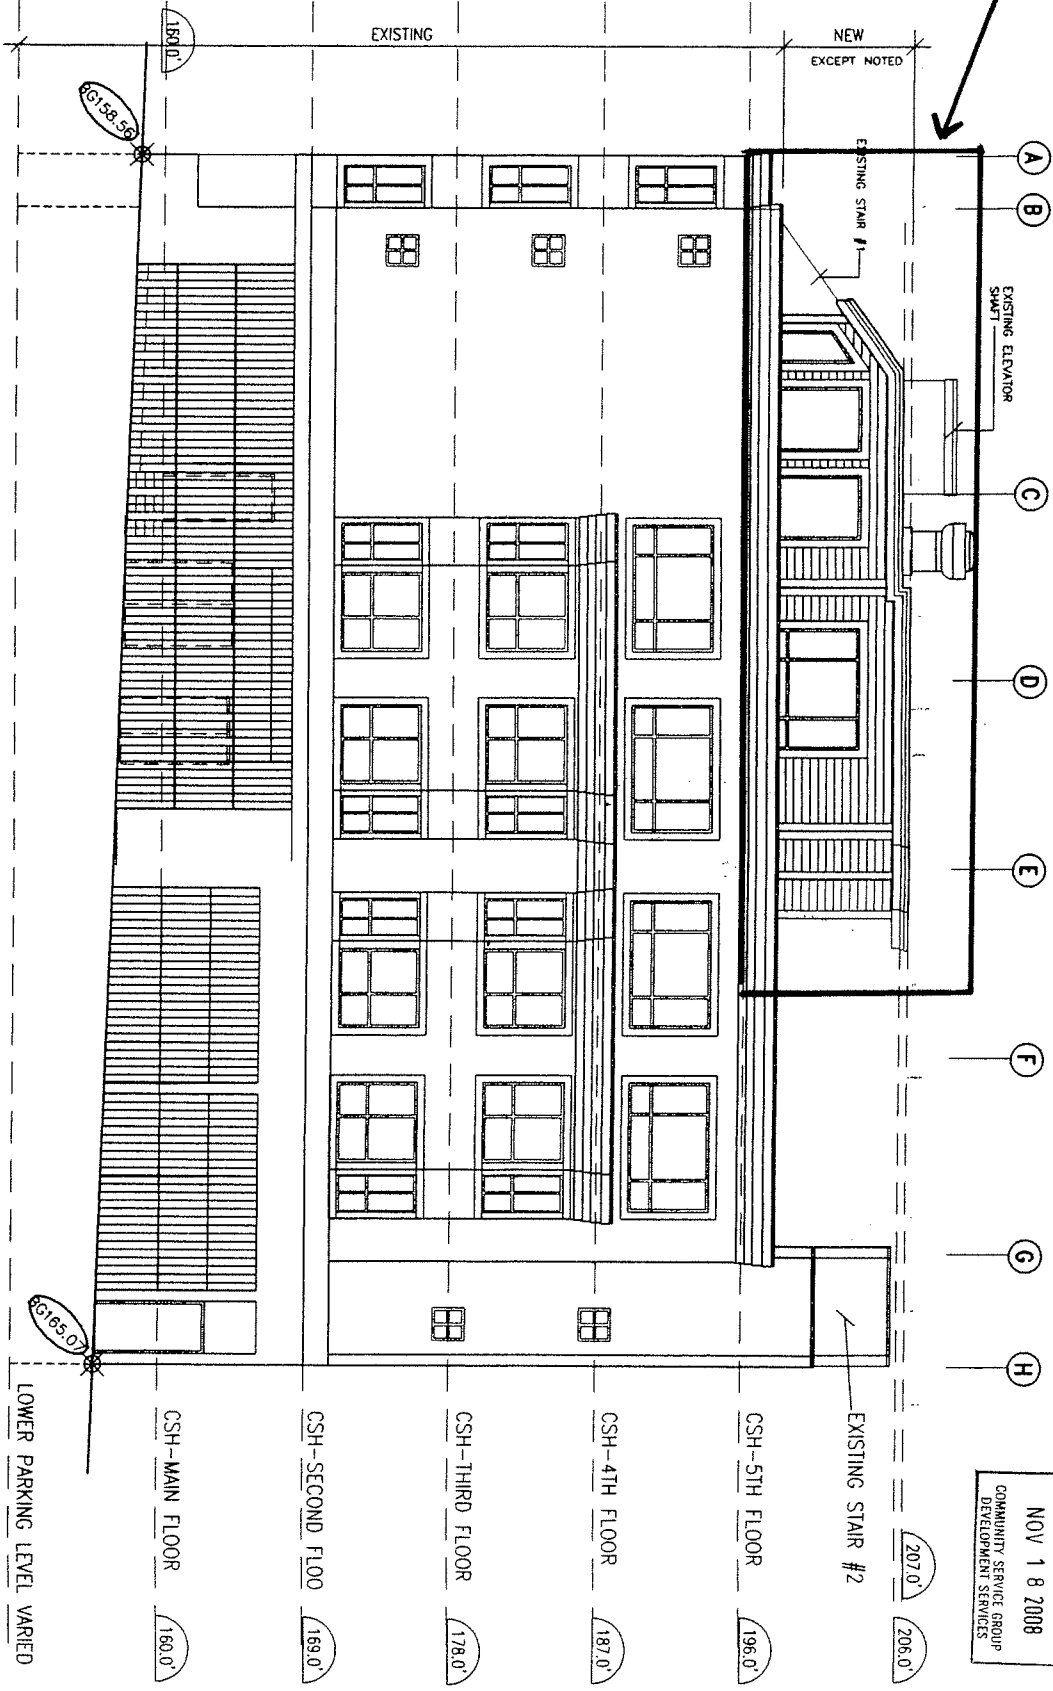 NOV 18 2008
COMMUNITY SERVICE GROUP
DEVELOPMENT SERVICES
A
B
C
D
E
F
G
H
NEW
EXCEPT NOTED
EXISTING
160.0'
BG158.56
EXISTING STAIR #1
EXISTING ELEVATOR
SHAFT
EXISTING STAIR #2
207.0'
206.0'
CSH-5TH FLOOR
196.0'
CSH-4TH FLOOR
187.0'
CSH-THIRD FLOOR
178.0'
CSH-SECOND FLOO
169.0'
CSH-MAIN FLOOR
160.0'
BG165.07
LOWER PARKING LEVEL VARIED